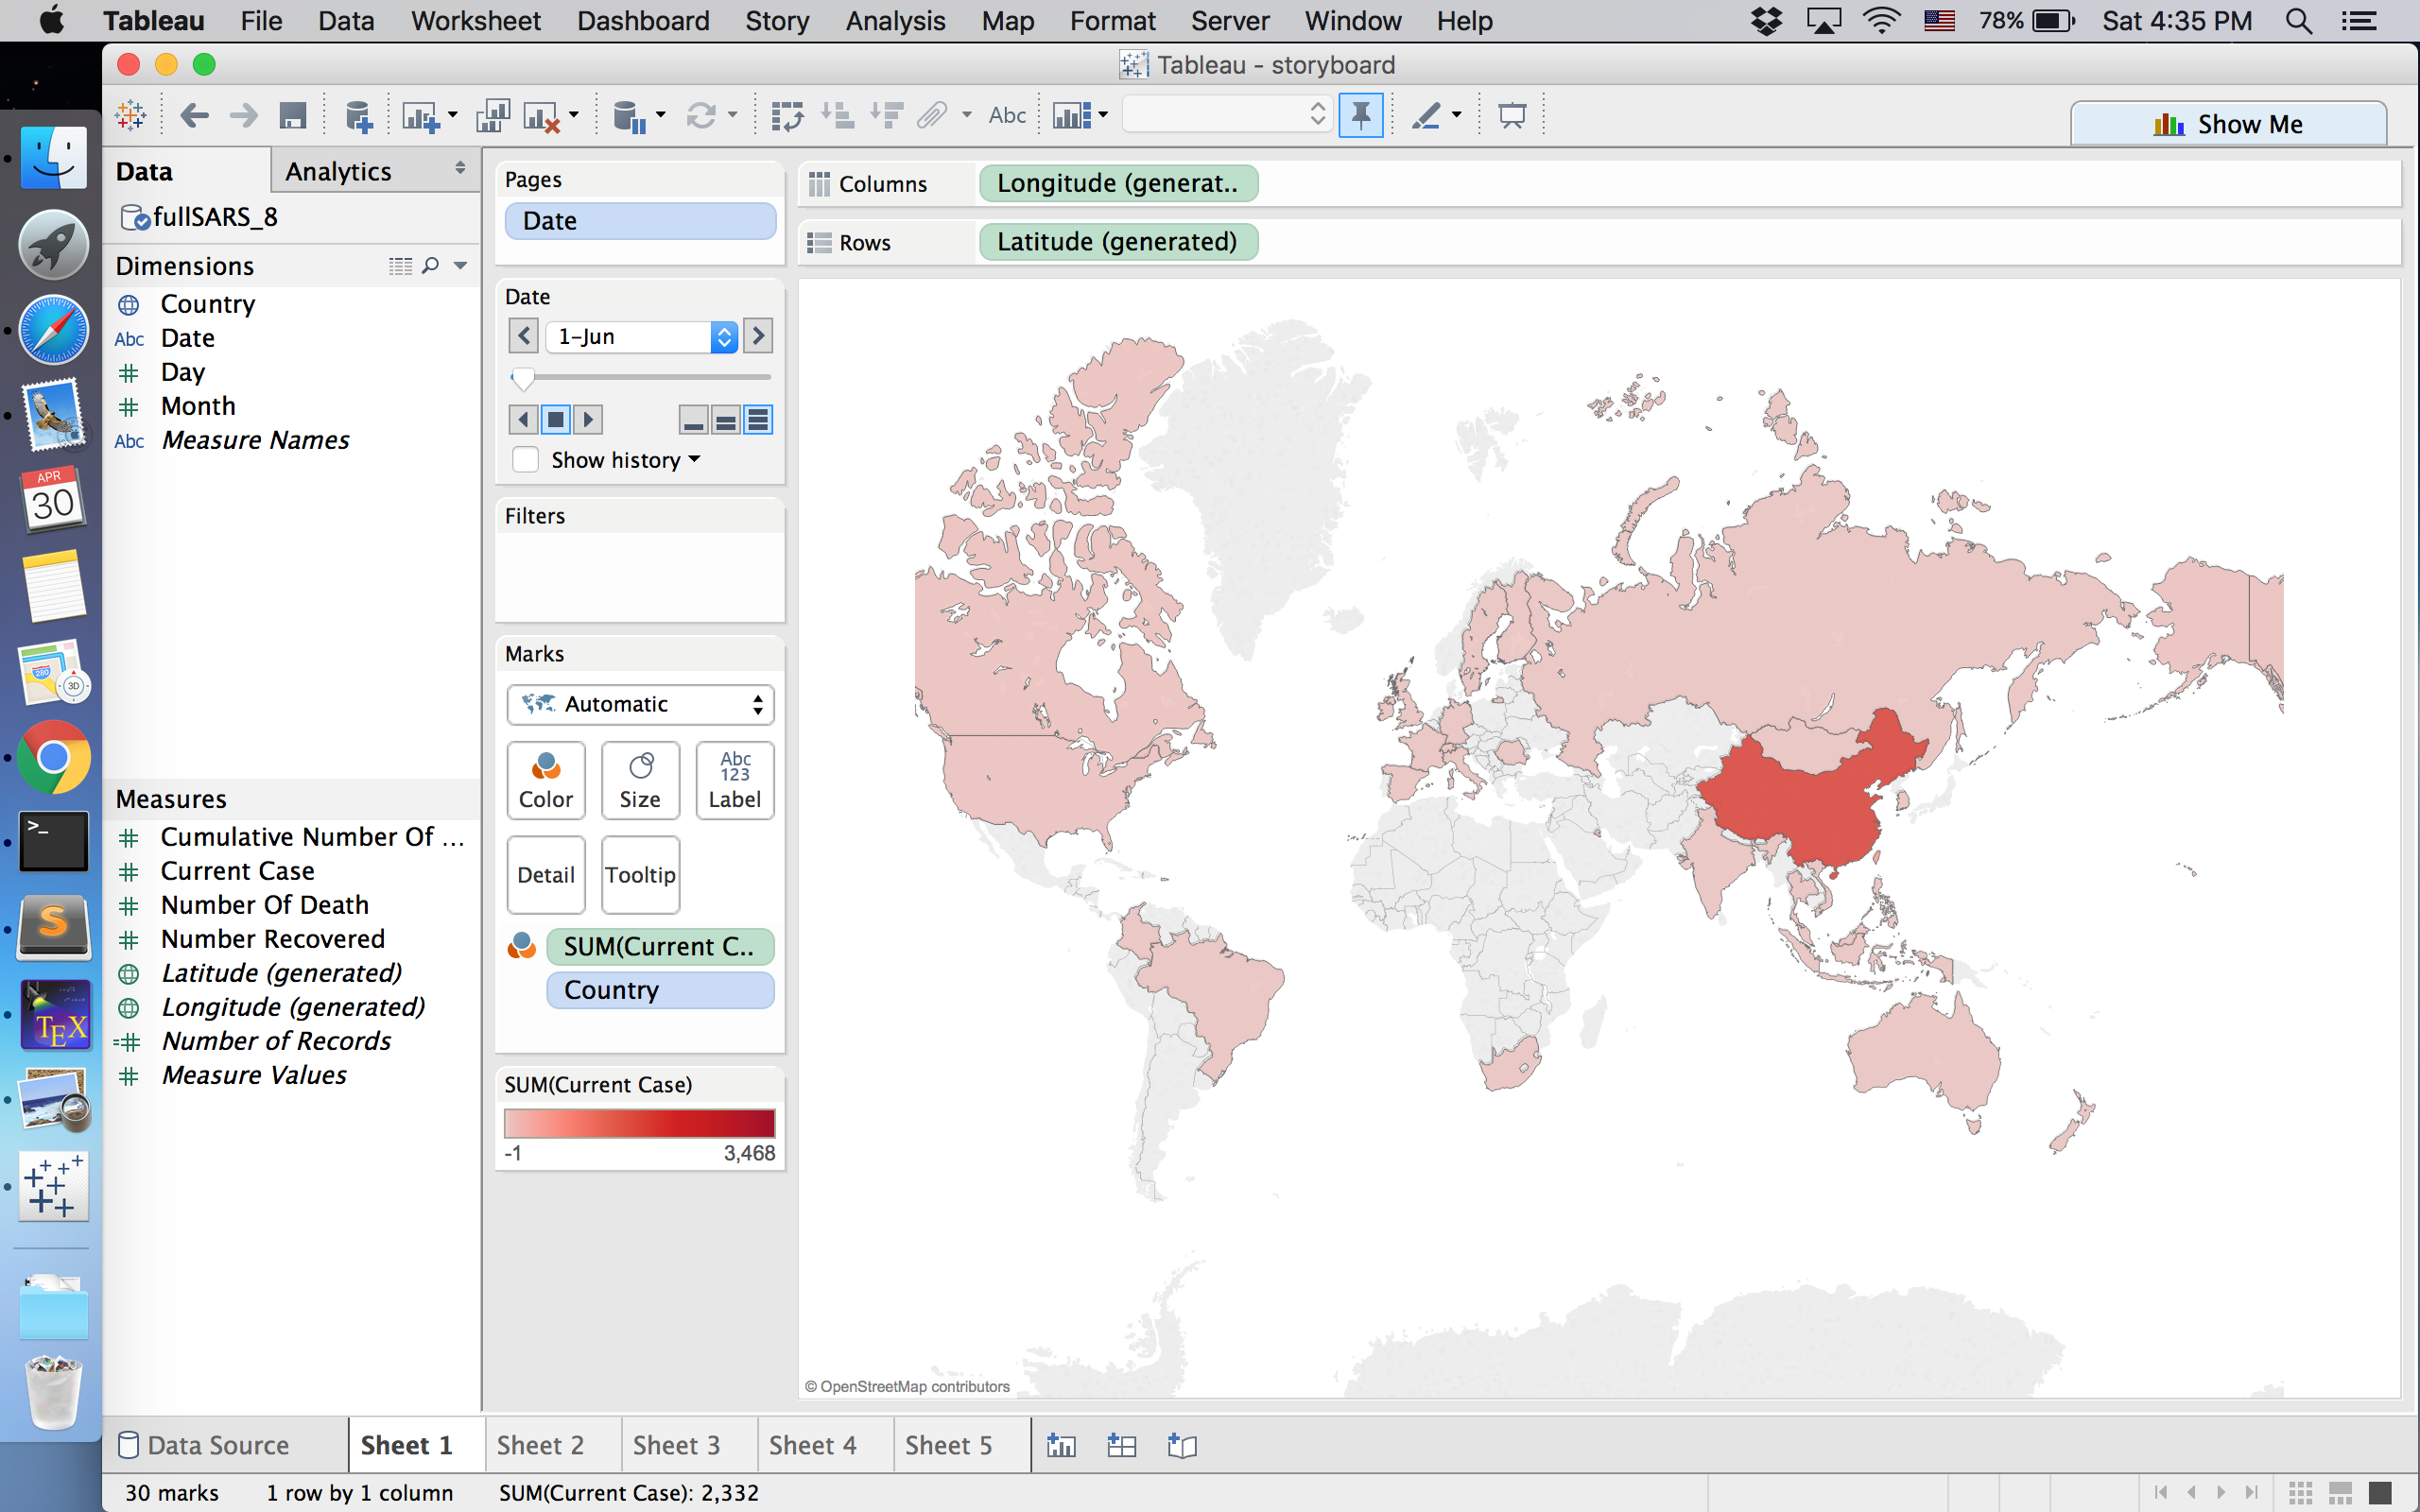 Tableau File Data Worksheet Dashboard Story Analysis Map Format Server Window Help 78% Sat 4:35 PM
Tableau - storyboard
Abc
Show Me
Data Analytics
fullSARS_8
Dimensions
Country
Abc Date
Day
Month
Abc Measure Names
Measures
Cumulative Number Of ...
Current Case
Number Of Death
Number Recovered
Latitude (generated)
Longitude (generated)
=# Number of Records
Measure Values
Pages
Date
Date
1-Jun
Show history
Filters
Marks
Automatic
Color
Size
Abc
123
Label
Detail
Tooltip
SUM(Current C..
Country
SUM(Current Case)
-1 3,468
Columns Longitude (generat..
Rows Latitude (generated)
© OpenStreetMap contributors
Data Source Sheet 1 Sheet 2 Sheet 3 Sheet 4 Sheet 5
30 marks 1 row by 1 column SUM(Current Case): 2,332
APR
30
280
3D
>_
S
TEX